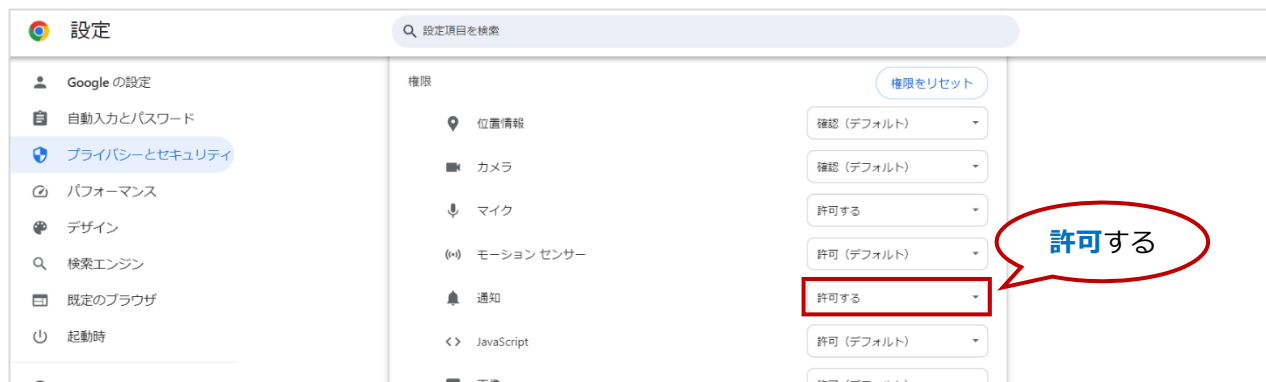 設定
設定項目を検索
Google の設定
自動入力とパスワード
プライバシーとセキュリティ
パフォーマンス
デザイン
検索エンジン
既定のブラウザ
起動時
権限
権限をリセット
位置情報
確認（デフォルト）
カメラ
確認（デフォルト）
マイク
許可する
モーション センサー
許可（デフォルト）
通知
許可する
JavaScript
許可（デフォルト）
許可する